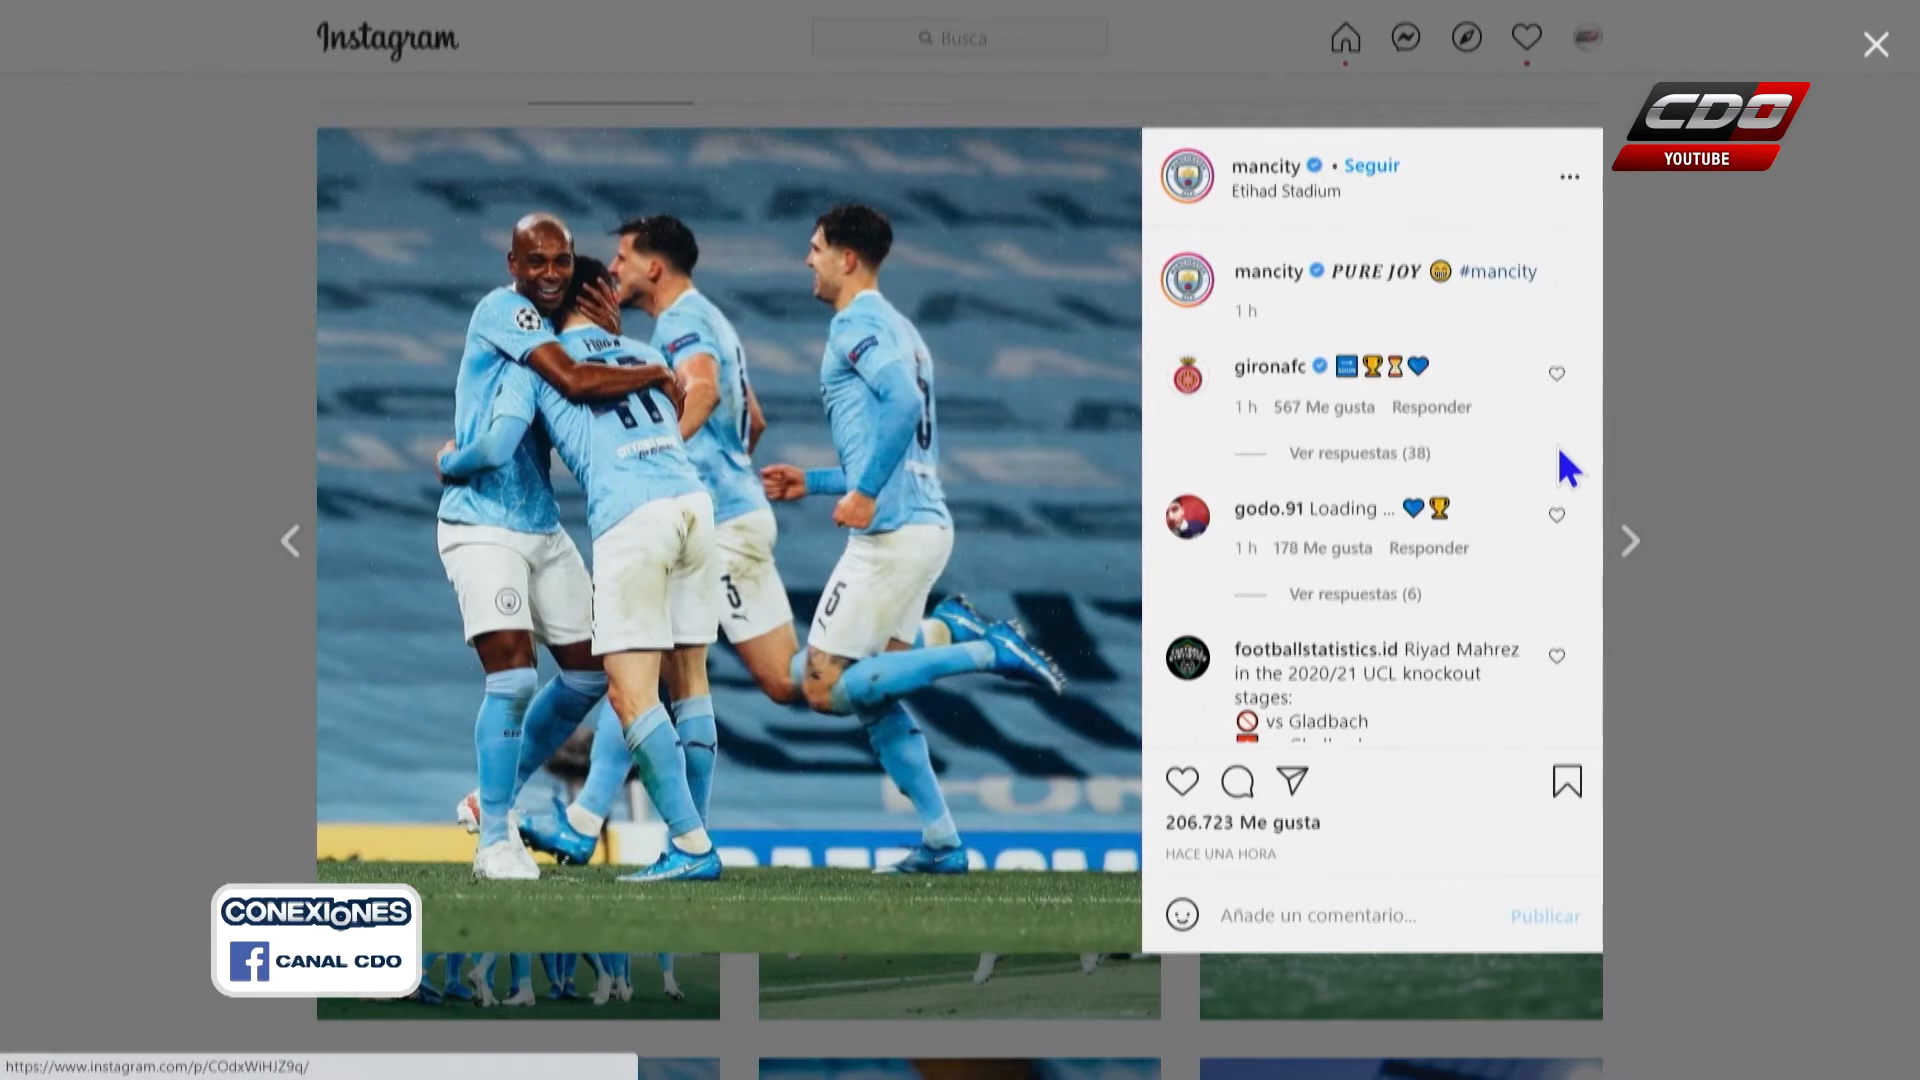 Instagram
Busca
CDO
YOUTUBE
mancity • Seguir
Etihad Stadium
mancity PURE JOY 😁 #mancity
1 h
gironafc 🔜🏆⏳💙
1 h 567 Me gusta Responder
Ver respuestas (38)
godo.91 Loading ... 💙🏆
1 h 178 Me gusta Responder
Ver respuestas (6)
footballstatistics.id Riyad Mahrez
in the 2020/21 UCL knockout
stages:
🚫 vs Gladbach
206.723 Me gusta
HACE UNA HORA
Añade un comentario... Publicar
3
5
47
CONEXIONES
CANAL CDO
https://www.instagram.com/p/COdxWiHJZ9q/